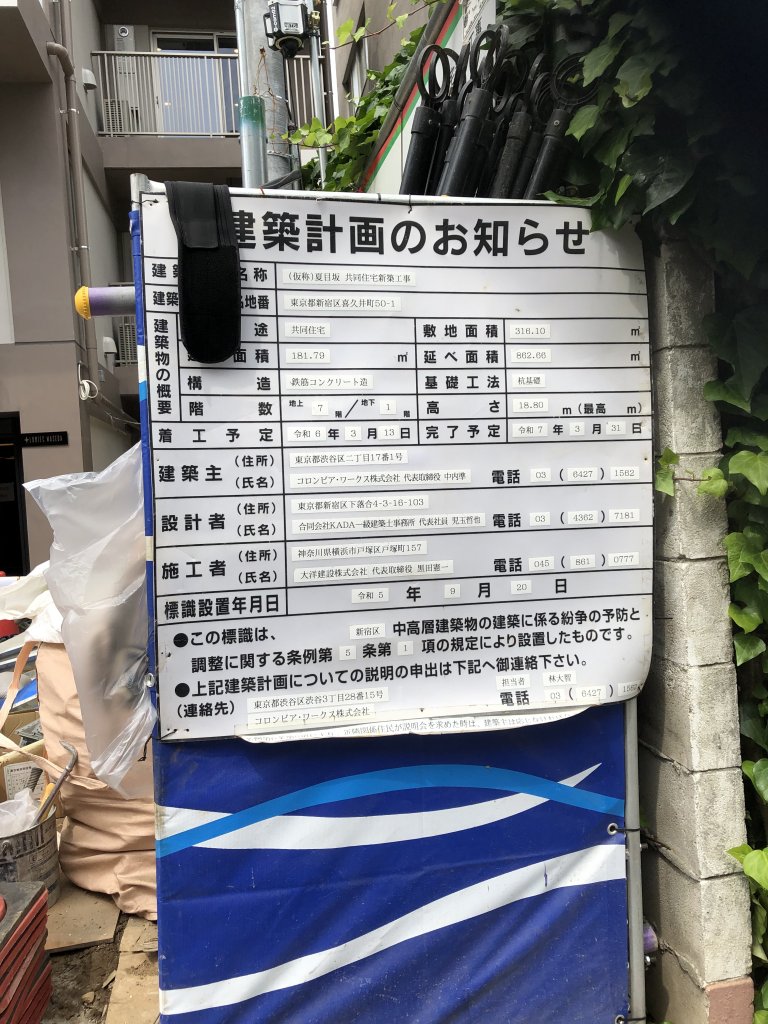 建築計画のお知らせ
建築 名称 (仮称)夏目坂 共同住宅新築工事
建築 名地番 東京都新宿区喜久井町50-1
建築物の概要
途 共同住宅 敷地面積 316.10 ㎡
面積 181.79 ㎡ 延べ面積 862.66 ㎡
構造 鉄筋コンクリート造 基礎工法 杭基礎
階数 地上 7 階/地下 1 階 高さ 18.80 m(最高 m)
着工予定 令和 6 年 3 月 13 日 完了予定 令和 7 年 3 月 31 日
建築主 (住所) 東京都渋谷区二丁目17番1号
(氏名) コロンビア・ワークス株式会社 代表取締役 中内準 電話 03 (6427) 1562
設計者 (住所) 東京都新宿区下落合4-3-16-103
(氏名) 合同会社KADA一級建築士事務所 代表社員 児玉哲也 電話 03 (4362) 7181
施工者 (住所) 神奈川県横浜市戸塚区戸塚町157
(氏名) 大洋建設株式会社 代表取締役 黒田憲一 電話 045 (861) 0777
標識設置年月日 令和 5 年 9 月 20 日
●この標識は、 新宿区 中高層建築物の建築に係る紛争の予防と
調整に関する条例第 5 条第 1 項の規定により設置したものです。
●上記建築計画についての説明の申出は下記へ御連絡下さい。
担当者 林大智
(連絡先) 東京都渋谷区渋谷3丁目28番15号 電話 03 (6427)
コロンビア・ワークス株式会社